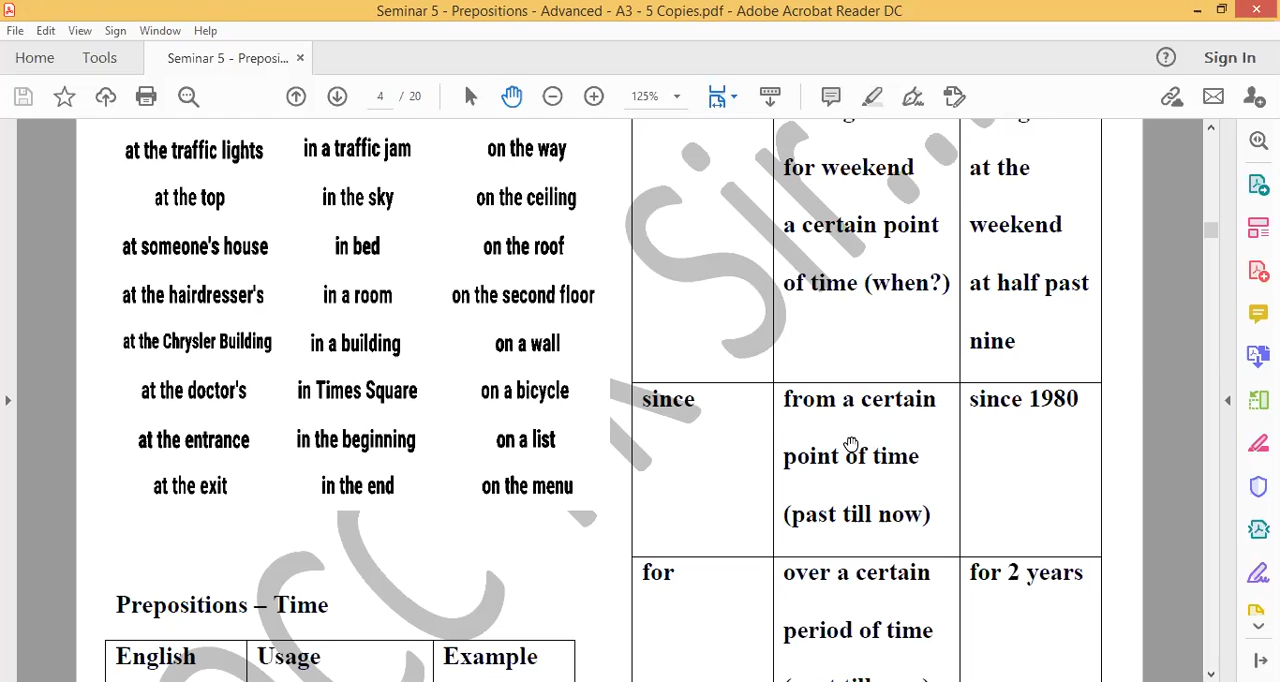 Seminar 5 - Prepositions - Advanced - A3 - 5 Copies.pdf - Adobe Acrobat Reader DC
File Edit View Sign Window Help
Home Tools Seminar 5 - Preposi... × Sign In
4 / 20 125%
at the traffic lights in a traffic jam on the way
at the top in the sky on the ceiling
at someone's house in bed on the roof
at the hairdresser's in a room on the second floor
at the Chrysler Building in a building on a wall
at the doctor's in Times Square on a bicycle
at the entrance in the beginning on a list
at the exit in the end on the menu
Prepositions – Time
English Usage Example
for weekend at the
a certain point weekend
of time (when?) at half past
nine
since from a certain since 1980
point of time
(past till now)
for over a certain for 2 years
period of time
Sir...